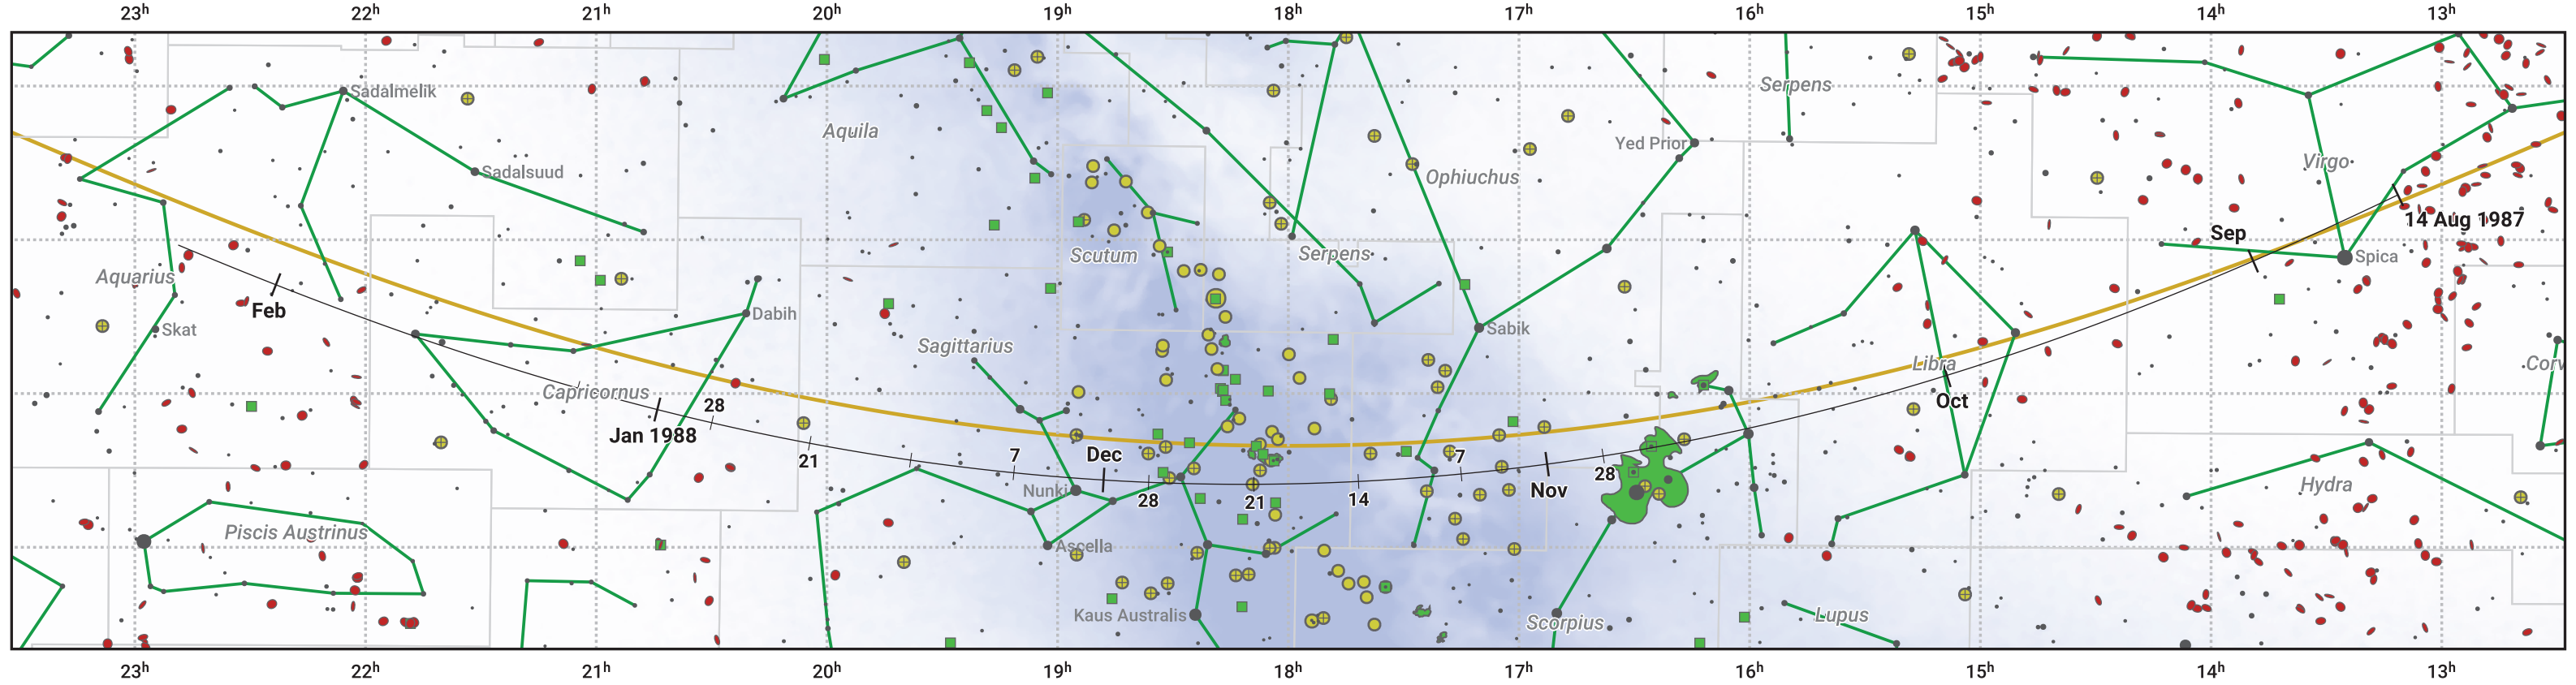 23h 22h 21h 20h 19h 18h 17h 16h 15h 14h 13h
Sadalmelik
Serpens
Aquila
Yed Prior
Virgo
Sadalsuud
Ophiuchus
14 Aug 1987
Sep
Scutum
Serpens
Spica
Aquarius
Feb
Dabih
Skat
Sabik
Sagittarius
Libra
Corv
Capricornus
Oct
28
Jan 1988
21
7
Dec
7
28
Nunki
28
21
14
Nov
Hydra
Piscis Austrinus
Ascella
Kaus Australis
Scorpius
Lupus
23h 22h 21h 20h 19h 18h 17h 16h 15h 14h 13h